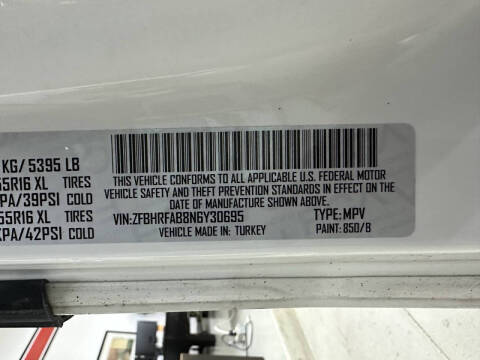 KG/ 5395 LB
55R16 XL TIRES
PA/39PSI COLD
55R16 XL TIRES
KPA/42PSI COLD
THIS VEHICLE CONFORMS TO ALL APPLICABLE U.S. FEDERAL MOTOR
VEHICLE SAFETY AND THEFT PREVENTION STANDARDS IN EFFECT ON THE
DATE OF MANUFACTURE SHOWN ABOVE.
VIN:ZFBHRFAB8N6Y30695 TYPE:MPV
VEHICLE MADE IN: TURKEY PAINT: 850/B